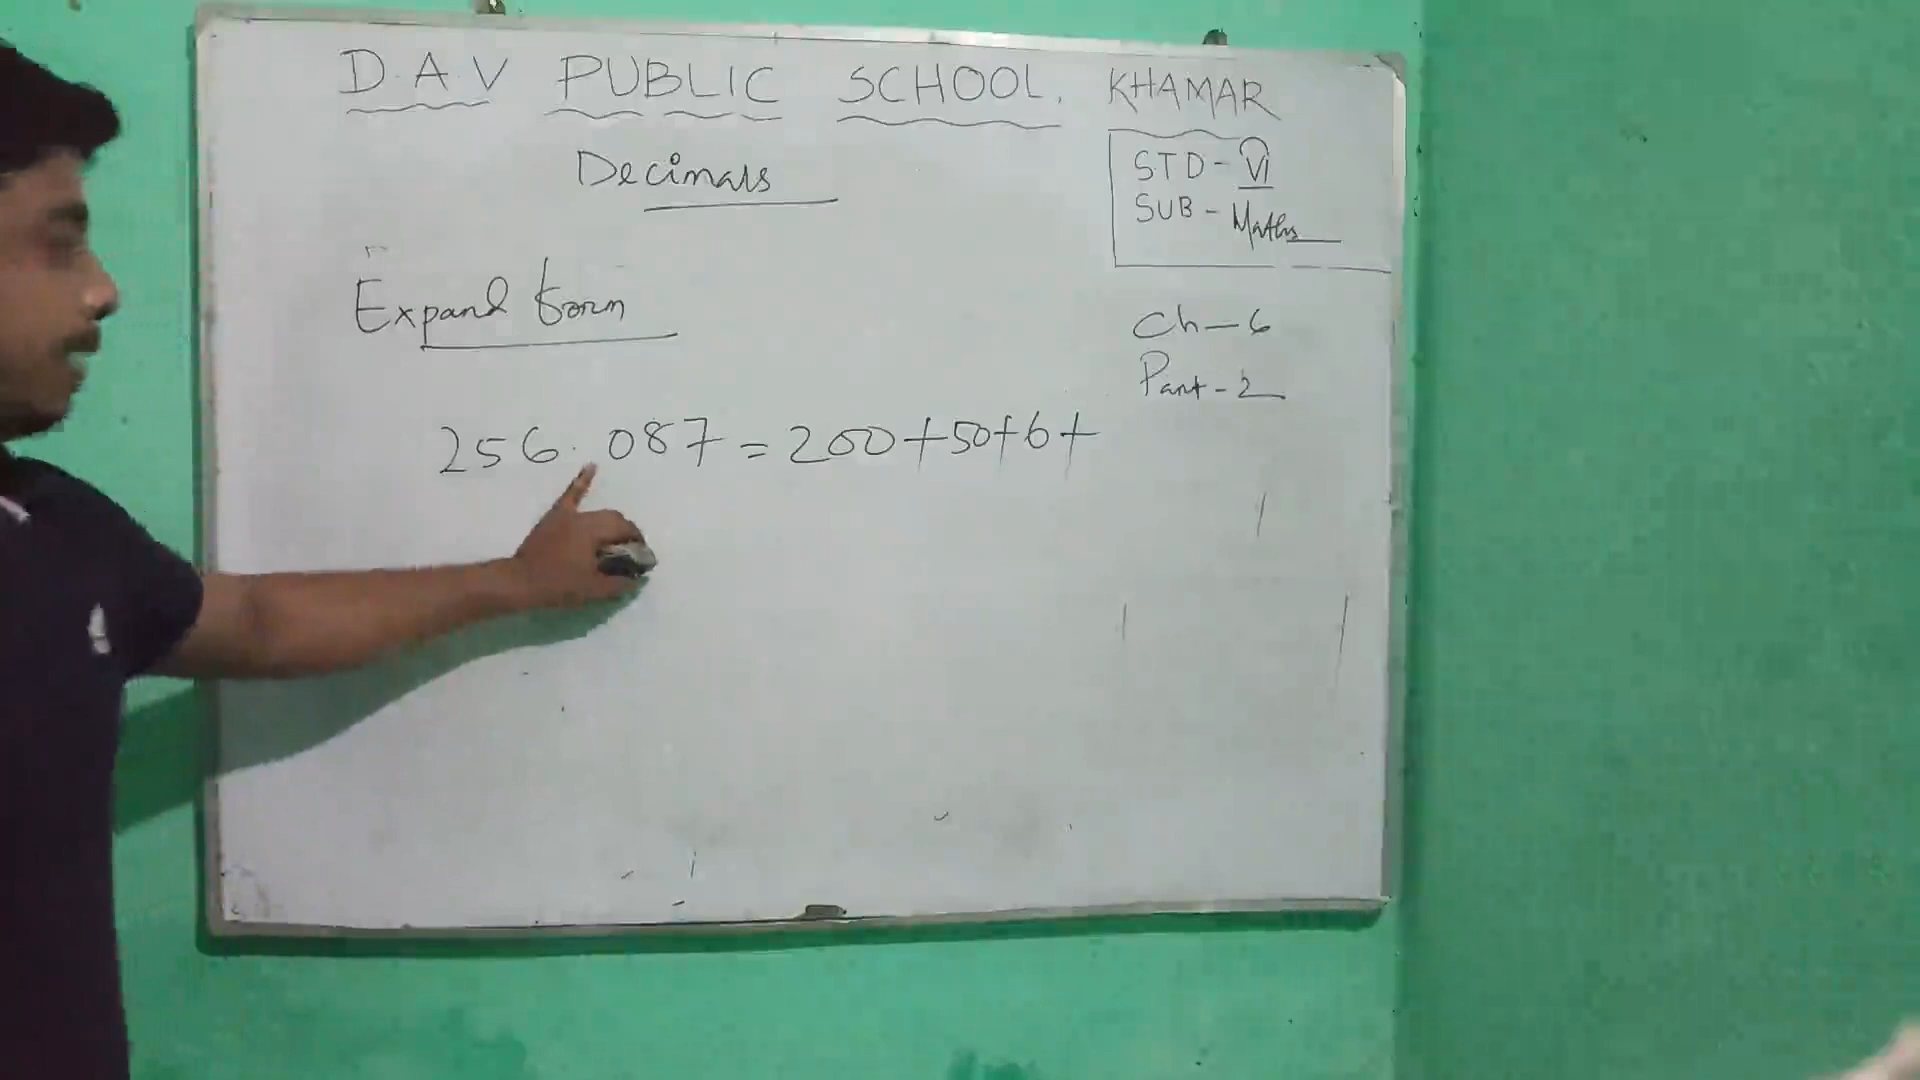 D.A.V PUBLIC SCHOOL, KHAMAR
Decimals
STD - VI
SUB - Maths
Expand form
Ch - 6
Part - 2
256.087 = 200+50+6+